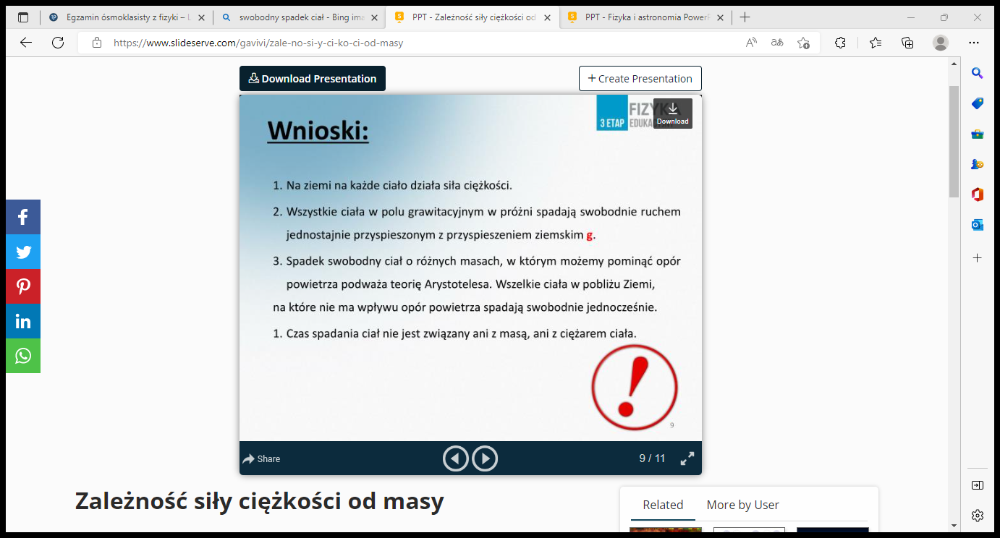 Egzamin ósmoklasisty z fizyki – L
swobodny spadek ciał - Bing ima
PPT - Zależność siły ciężkości od
PPT - Fizyka i astronomia PowerP
https://www.slideserve.com/gavivi/zale-no-si-y-ci-ko-ci-od-masy
Download Presentation
+ Create Presentation
3 ETAP
FIZYKA
Download
Wnioski:
1. Na ziemi na każde ciało działa siła ciężkości.
2. Wszystkie ciała w polu grawitacyjnym w próżni spadają swobodnie ruchem
jednostajnie przyspieszonym z przyspieszeniem ziemskim g.
3. Spadek swobodny ciał o różnych masach, w którym możemy pominąć opór
powietrza podważa teorię Arystotelesa. Wszelkie ciała w pobliżu Ziemi,
na które nie ma wpływu opór powietrza spadają swobodnie jednocześnie.
1. Czas spadania ciał nie jest związany ani z masą, ani z ciężarem ciała.
9
Share
9 / 11
Zależność siły ciężkości od masy
Related
More by User